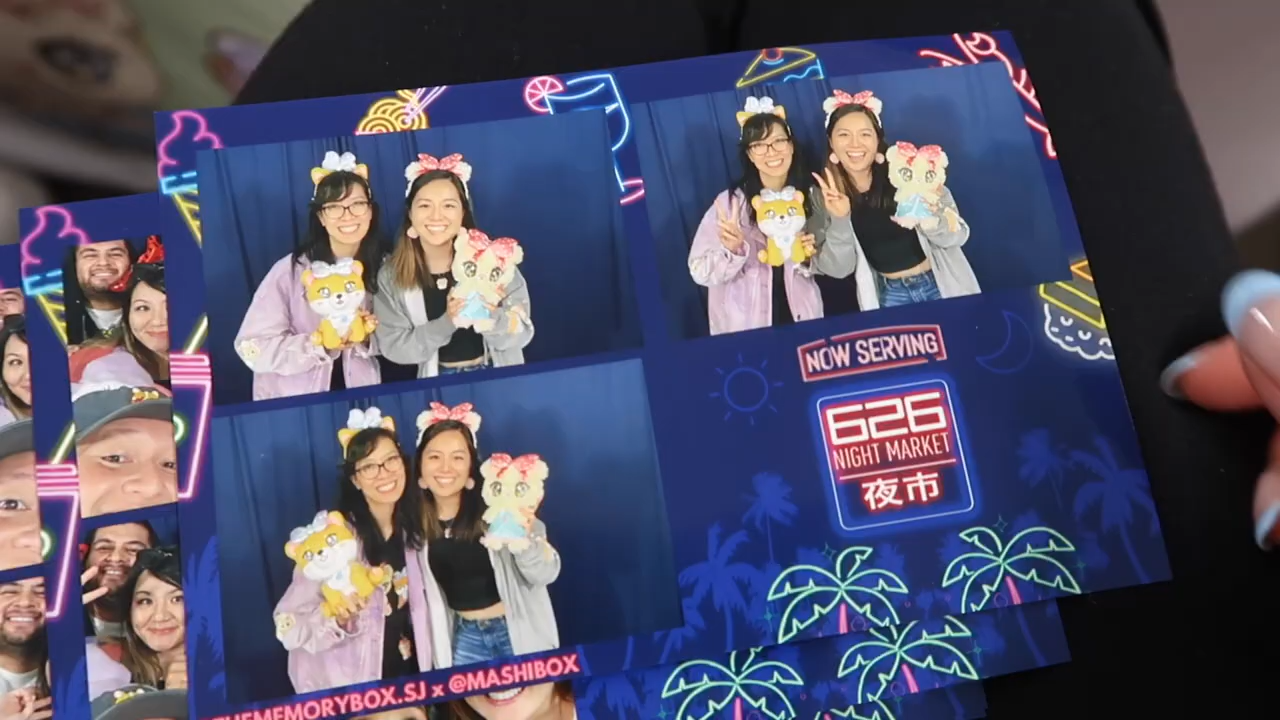 NOW SERVING
626
NIGHT MARKET
夜市
THEMEMORYBOX.SJ x @MASHIBOX